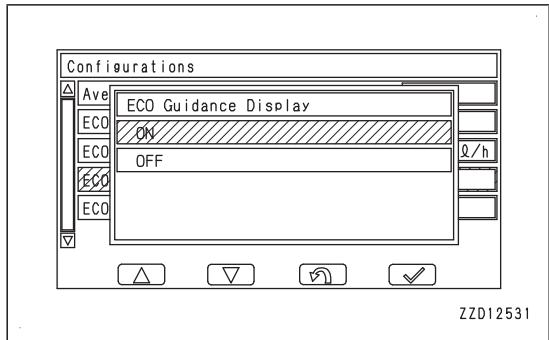 Configurations
Ave
ECO Guidance Display
ECO
ON
ECO
OFF
ℓ/h
ECO
ECO
ZZD12531